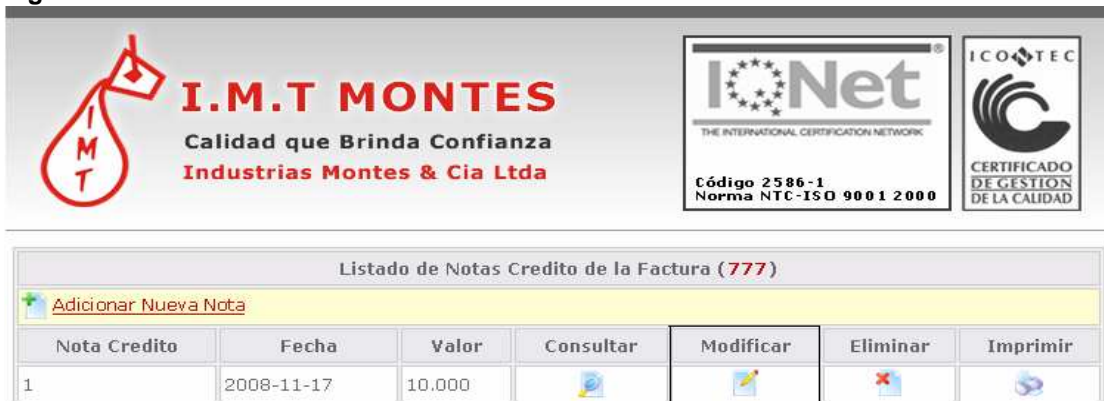 I.M.T MONTES
Calidad que Brinda Confianza
Industrias Montes & Cia Ltda
I
M
T
IQNet
®
THE INTERNATIONAL CERTIFICATION NETWORK
Código 2586-1
Norma NTC-ISO 9001 2000
ICONTEC
CERTIFICADO
DE GESTION
DE LA CALIDAD
Listado de Notas Credito de la Factura (777)
Adicionar Nueva Nota
Nota Credito Fecha Valor Consultar Modificar Eliminar Imprimir
1 2008-11-17 10.000